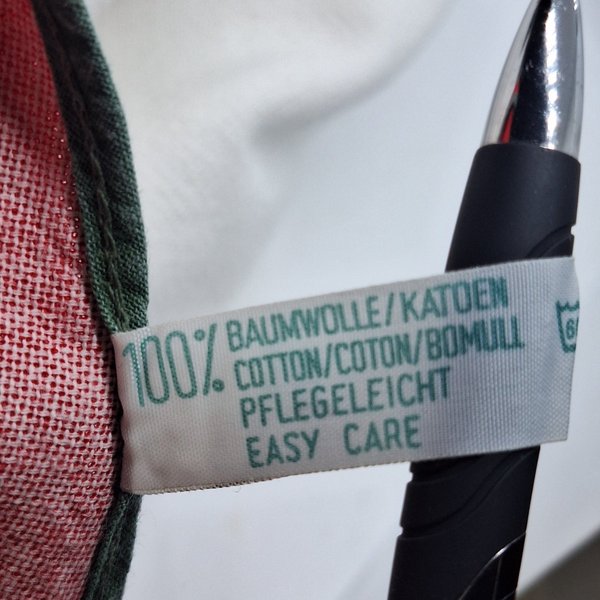 100% BAUMWOLLE/KATOEN
COTTON/COTON/BOMULL
PFLEGELEICHT
EASY CARE